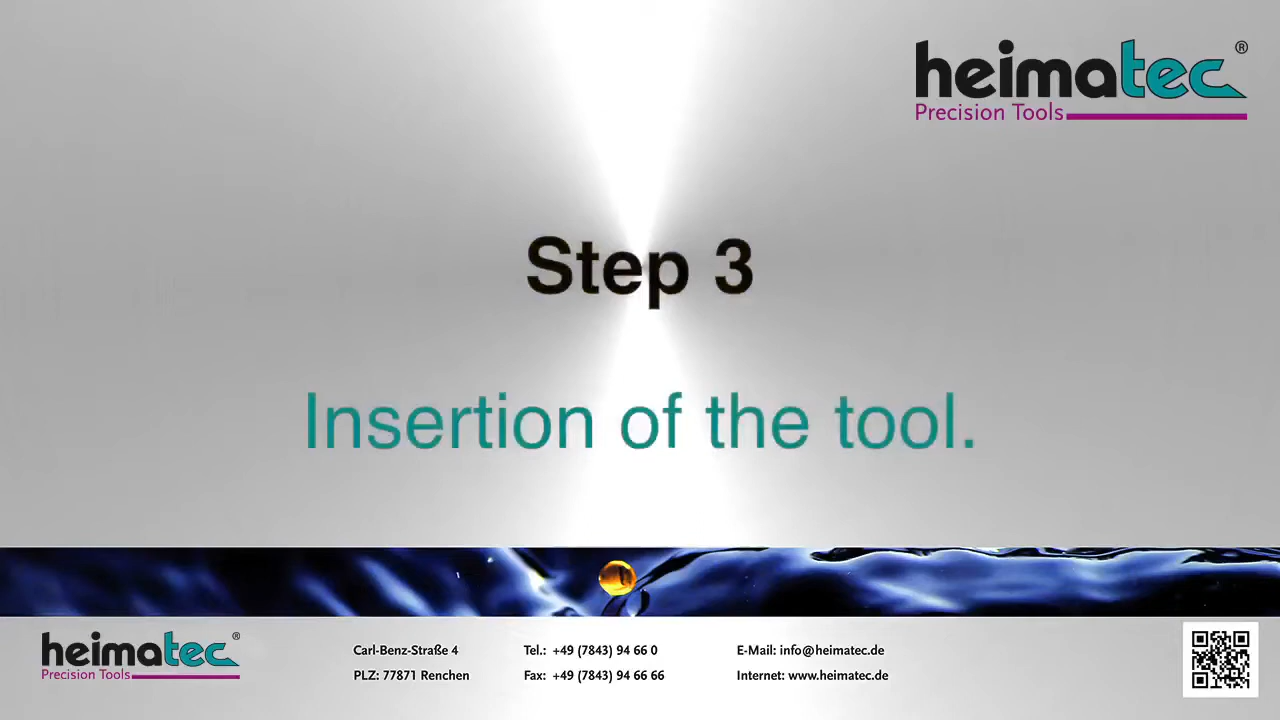 heimatec®
Precision Tools
Step 3
Insertion of the tool.
heimatec®
Precision Tools
Carl-Benz-Straße 4
PLZ: 77871 Renchen
Tel.: +49 (7843) 94 66 0
Fax: +49 (7843) 94 66 66
E-Mail: info@heimatec.de
Internet: www.heimatec.de